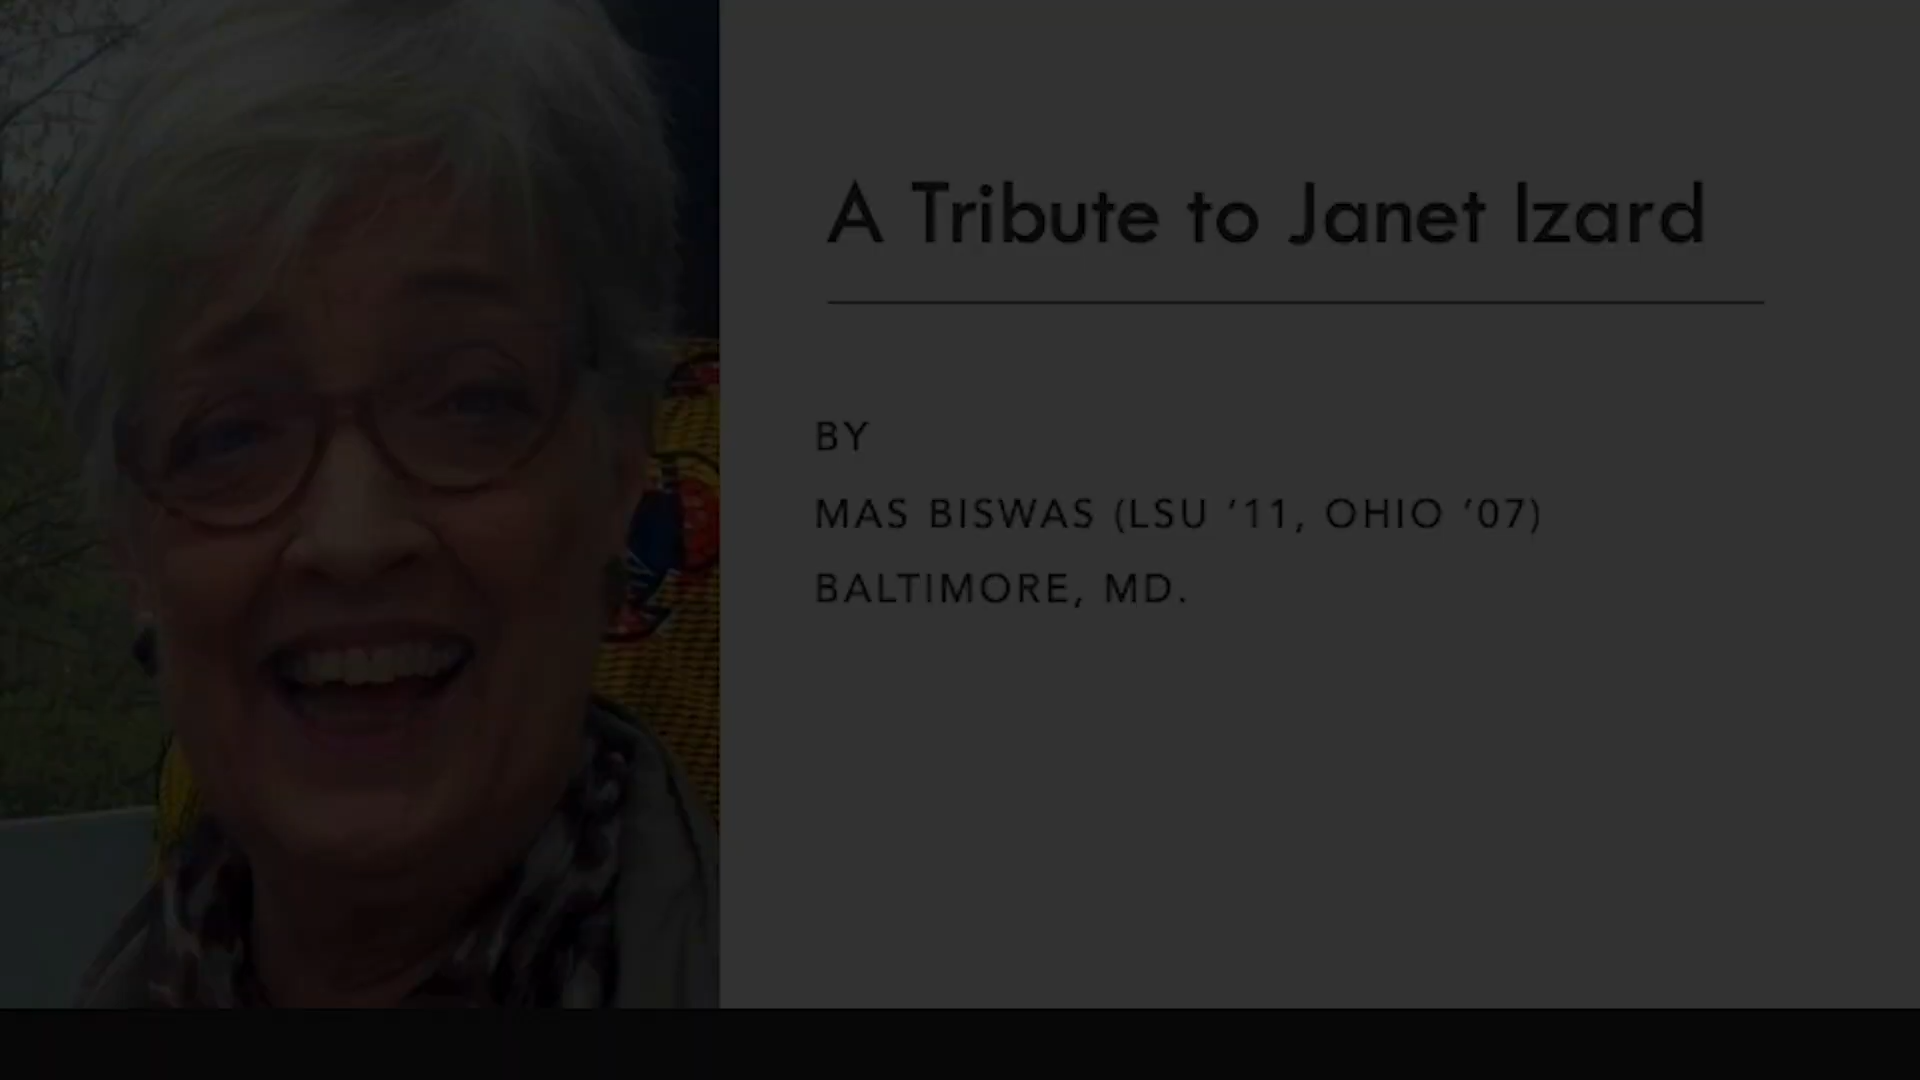 A Tribute to Janet Izard
BY
MAS BISWAS (LSU ’11, OHIO ’07)
BALTIMORE, MD.